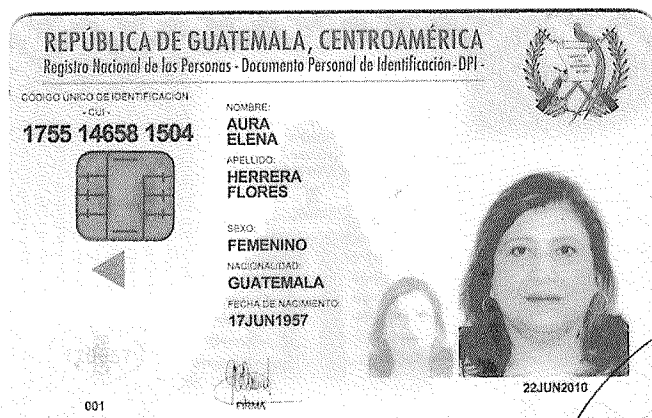 REPÚBLICA DE GUATEMALA, CENTROAMÉRICA
Registro Nacional de las Personas - Documento Personal de Identificación -DPI -
CÓDIGO ÚNICO DE IDENTIFICACIÓN
- CUI -
1755 14658 1504
NOMBRE:
AURA
ELENA
APELLIDO:
HERRERA
FLORES
SEXO:
FEMENINO
NACIONALIDAD:
GUATEMALA
FECHA DE NACIMIENTO:
17JUN1957
FIRMA
001
22JUN2010